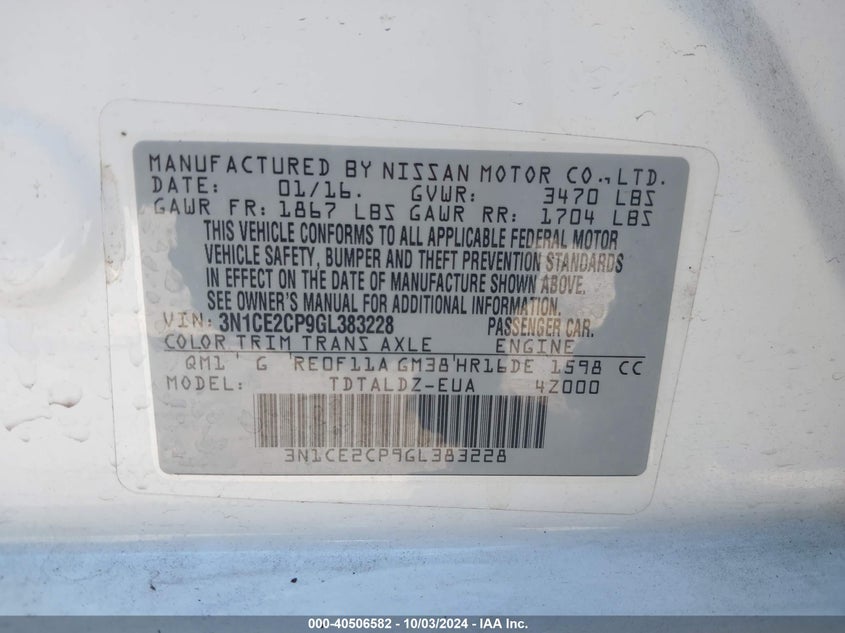 MANUFACTURED BY NISSAN MOTOR CO., LTD.
DATE: 01/16. GVWR: 3470 LBS
GAWR FR: 1867 LBS GAWR RR: 1704 LBS
THIS VEHICLE CONFORMS TO ALL APPLICABLE FEDERAL MOTOR
VEHICLE SAFETY, BUMPER AND THEFT PREVENTION STANDARDS
IN EFFECT ON THE DATE OF MANUFACTURE SHOWN ABOVE.
SEE OWNER'S MANUAL FOR ADDITIONAL INFORMATION.
VIN: 3N1CE2CP9GL383228 PASSENGER CAR.
COLOR TRIM TRANS AXLE ENGINE
QM1 ' G ' RE0F11A GM38'HR16DE 1598 CC
MODEL: TDTALDZ-EUA 4Z000
3N1CE2CP9GL383228
000-40506582 - 10/03/2024 - IAA Inc.